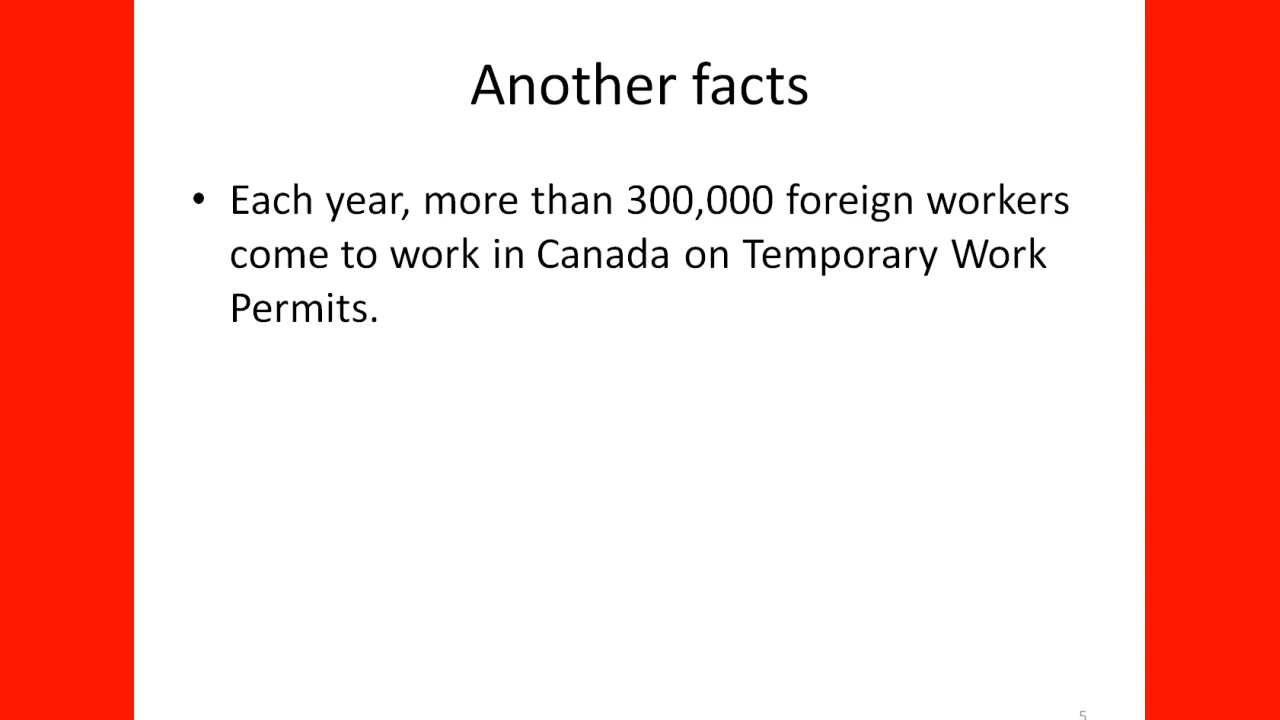 Another facts
• Each year, more than 300,000 foreign workers
come to work in Canada on Temporary Work
Permits.
5